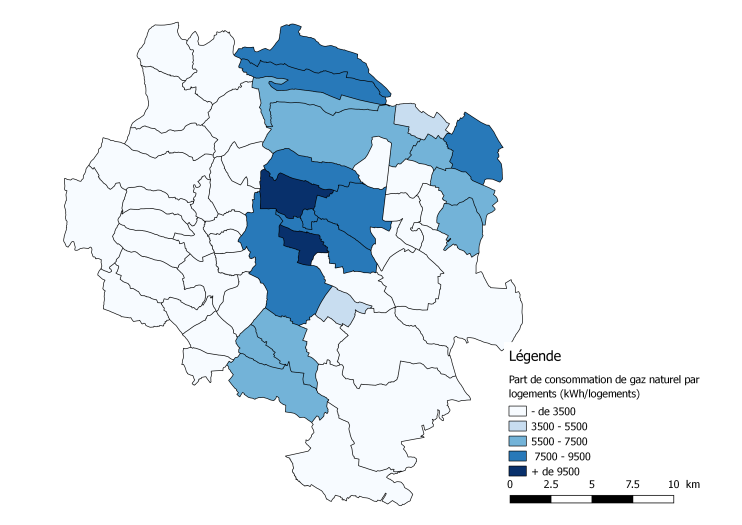 Légende
Part de consommation de gaz naturel par
logements (kWh/logements)
- de 3500
3500 - 5500
5500 - 7500
7500 - 9500
+ de 9500
0 2.5 5 7.5 10 km